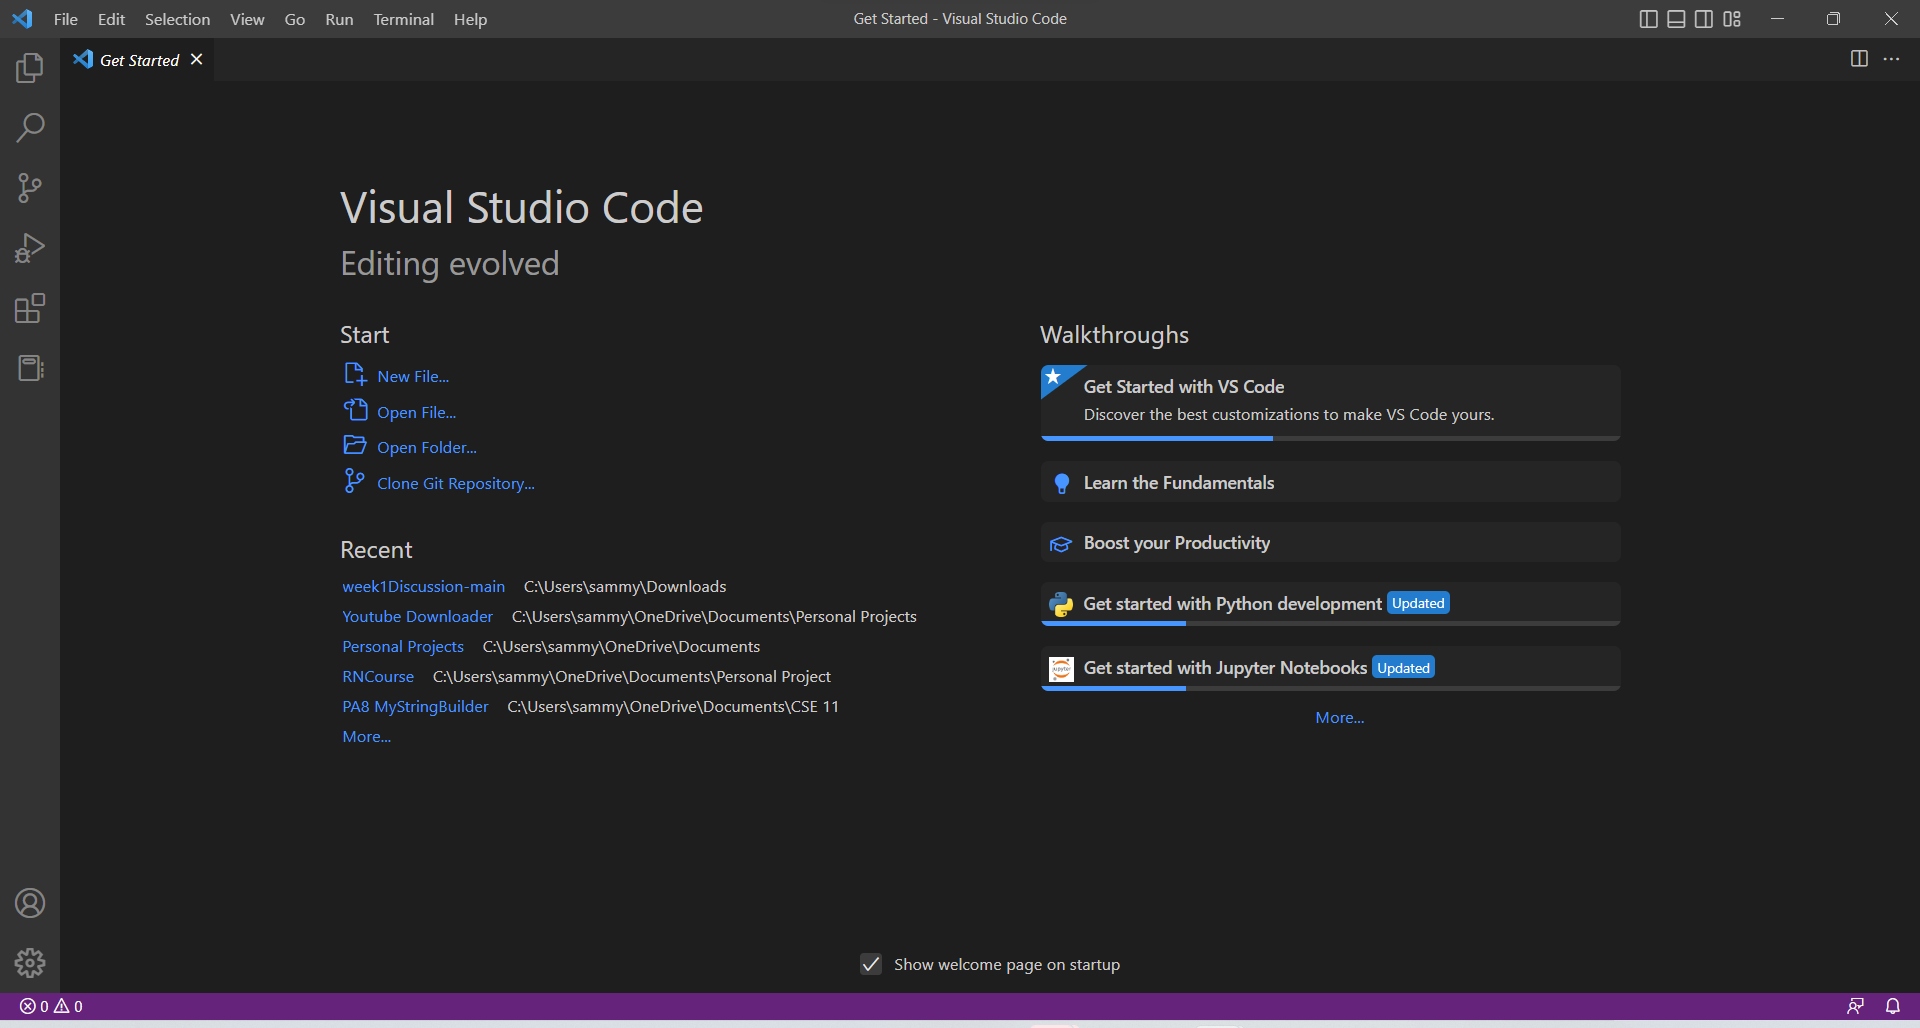 File Edit Selection View Go Run Terminal Help
Get Started - Visual Studio Code
Get Started
Visual Studio Code
Editing evolved
Start
New File...
Open File...
Open Folder...
Clone Git Repository...
Recent
week1Discussion-main C:\Users\sammy\Downloads
Youtube Downloader C:\Users\sammy\OneDrive\Documents\Personal Projects
Personal Projects C:\Users\sammy\OneDrive\Documents
RNCourse C:\Users\sammy\OneDrive\Documents\Personal Project
PA8 MyStringBuilder C:\Users\sammy\OneDrive\Documents\CSE 11
More...
Walkthroughs
Get Started with VS Code
Discover the best customizations to make VS Code yours.
Learn the Fundamentals
Boost your Productivity
Get started with Python development Updated
jupyter
Get started with Jupyter Notebooks Updated
More...
Show welcome page on startup
0 0